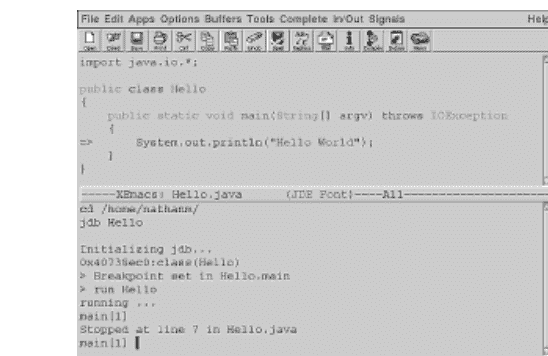 File Edit Apps Options Buffers Tools Complete In/Out Signals Help
import java.io.*;
public class Hello
{
public static void main(String[] argv) throws IOException
{
=> System.out.println("Hello World");
}
}
-----XEmacs: Hello.java (JDE Font)----All-----
cd /home/nathanm/
jdb Hello
Initializing jdb...
:class(Hello)
> Breakpoint set in Hello.main
> run Hello
running ...
main[1]
Stopped at line 7 in Hello.java
main[1]